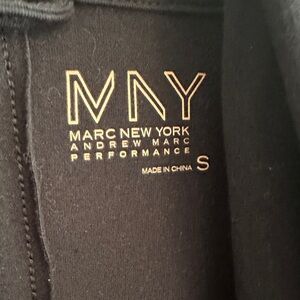 MNY
MARC NEW YORK
ANDREW MARC
PERFORMANCE
MADE IN CHINA S